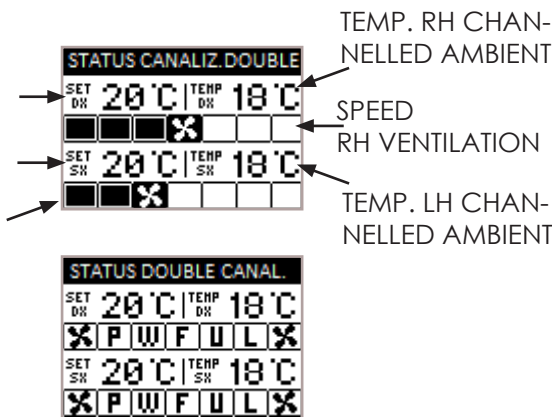 TEMP. RH CHAN-
NELLED AMBIENT
STATUS CANALIZ.DOUBLE
SET DX 20°C | TEMP DX 18°C
SPEED
RH VENTILATION
SET SX 20°C | TEMP SX 18°C
TEMP. LH CHAN-
NELLED AMBIENT
STATUS DOUBLE CANAL.
SET DX 20°C | TEMP DX 18°C
P W F U L
SET SX 20°C | TEMP SX 18°C
P W F U L